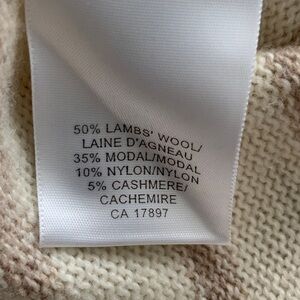 50% LAMBS' WOOL/
LAINE D'AGNEAU
35% MODAL/MODAL
10% NYLON/NYLON
5% CASHMERE/
CACHEMIRE
CA 17897